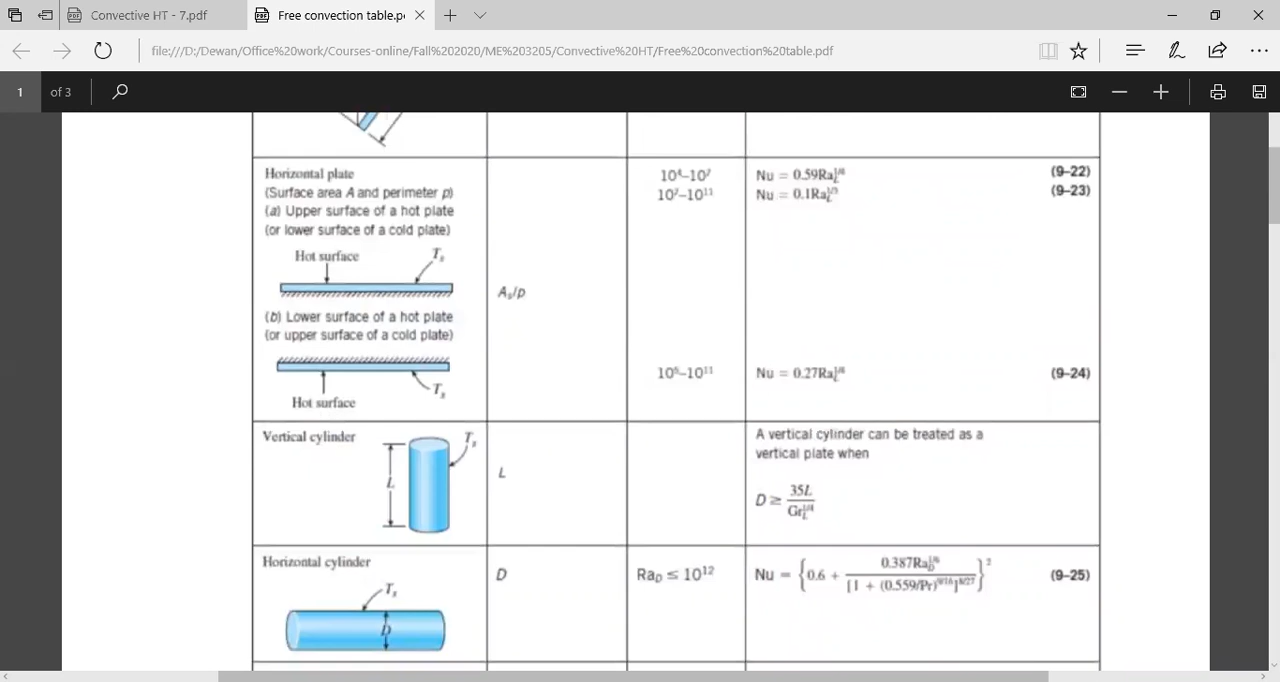 Convective HT - 7.pdf
Free convection table.p
file:///D:/Dewan/Office%20work/Courses-online/Fall%202020/ME%203205/Convective%20HT/Free%20convection%20table.pdf
1 of 3
Horizontal plate
(Surface area A and perimeter p)
(a) Upper surface of a hot plate
(or lower surface of a cold plate)
Hot surface
Tₛ
(b) Lower surface of a hot plate
(or upper surface of a cold plate)
Tₛ
Hot surface
Aₛ/p
10⁴–10⁷
10⁷–10¹¹
10⁵–10¹¹
Nu = 0.59Ra_L^1/4 (9–22)
Nu = 0.1Ra_L^1/3 (9–23)
Nu = 0.27Ra_L^1/4 (9–24)
Vertical cylinder
Tₛ
L
L
A vertical cylinder can be treated as a
vertical plate when
D ≥ 35L / Gr_L^1/4
Horizontal cylinder
Tₛ
D
D
Ra_D ≤ 10¹²
Nu = {0.6 + 0.387Ra_D^1/6 / [1 + (0.559/Pr)^9/16]^8/27}² (9–25)